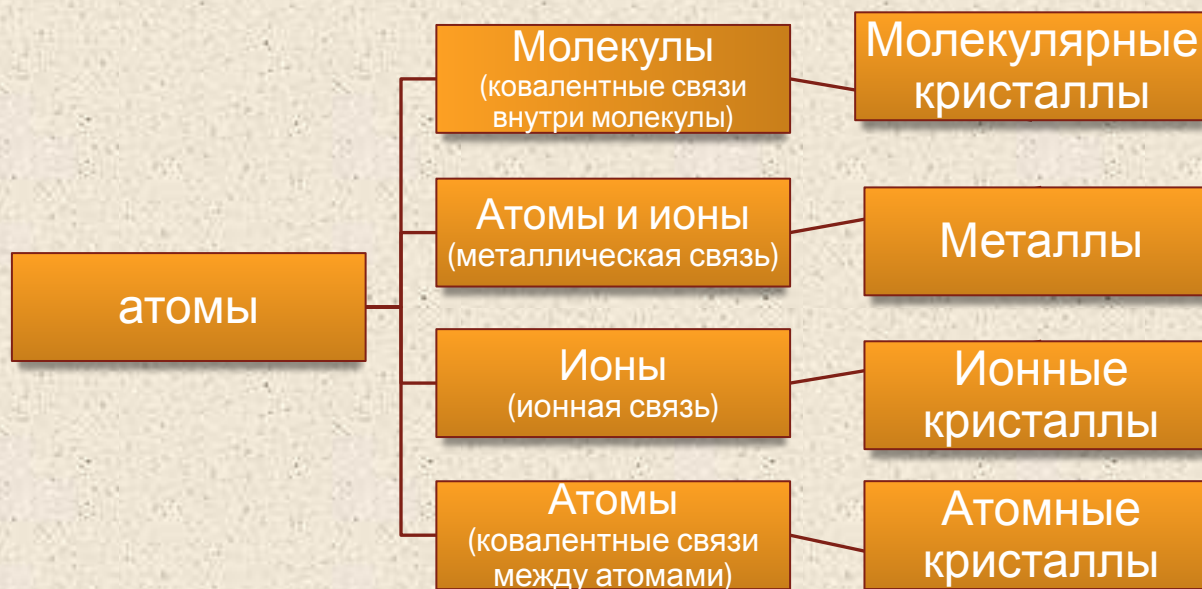 атомы
Молекулы
(ковалентные связи
внутри молекулы)
Молекулярные
кристаллы
Атомы и ионы
(металлическая связь)
Металлы
Ионы
(ионная связь)
Ионные
кристаллы
Атомы
(ковалентные связи
между атомами)
Атомные
кристаллы